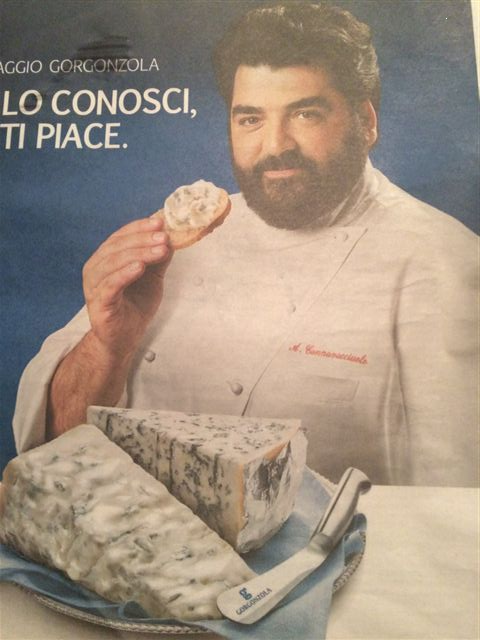 AGGIO GORGONZOLA
LO CONOSCI,
TI PIACE.
A. Cannavacciuolo
g
GORGONZOLA